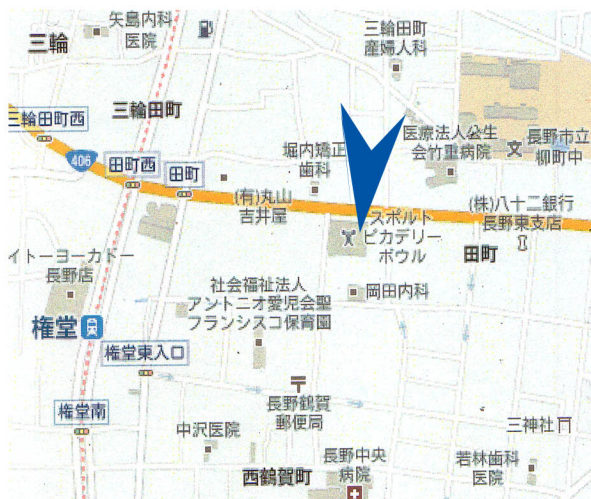 矢島内科
医院
三輪
三輪田町
産婦人科
三輪田町
三輪田町西
406
田町西
田町
堀内矯正
歯科
医療法人公生
会竹重病院
長野市立
柳町中
(有)丸山
吉井屋
(株)八十二銀行
長野東支店
スポルト
ピカデリー
ボウル
田町
イトーヨーカドー
長野店
社会福祉法人
アントニオ愛児会聖
フランシスコ保育園
岡田内科
権堂
権堂東入口
長野鶴賀
郵便局
権堂南
中沢医院
三神社
西鶴賀町
長野中央
病院
若林歯科
医院